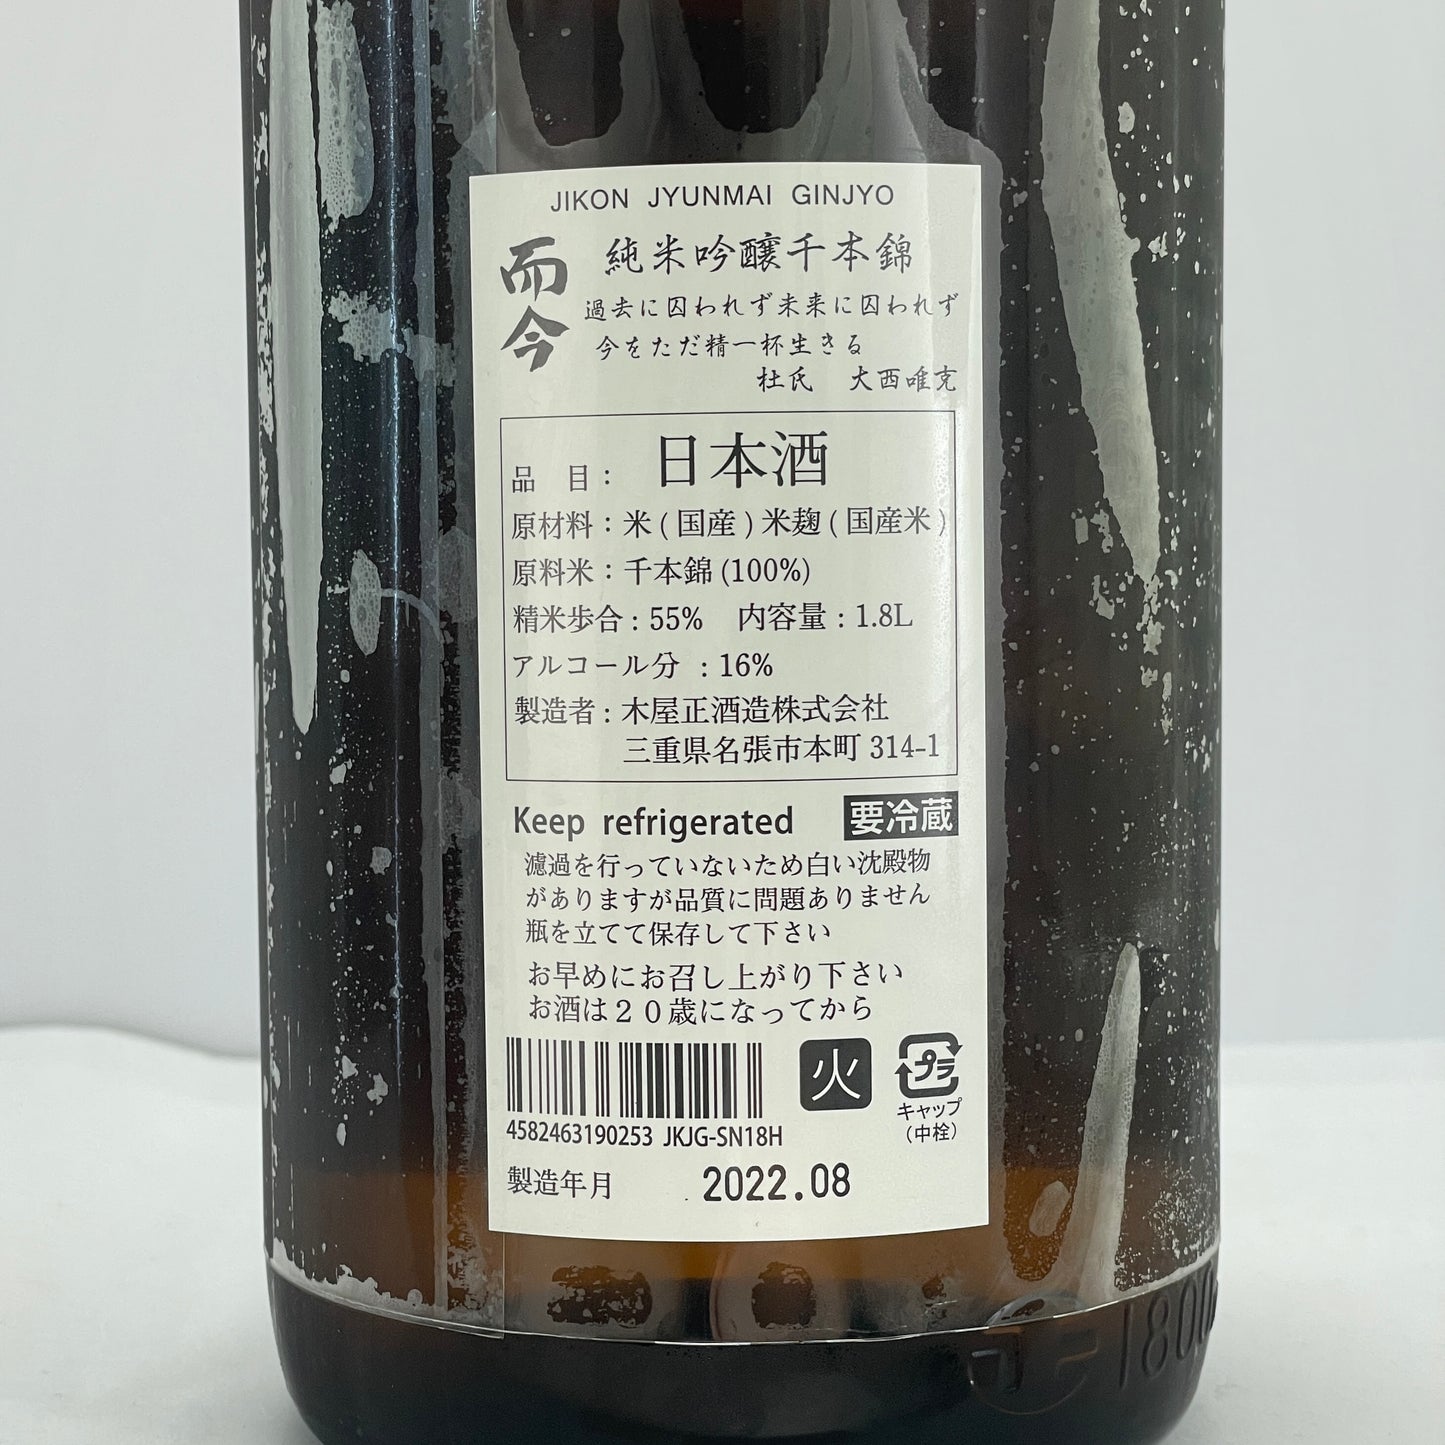 JIKON JYUNMAI GINJYO
而今
純米吟醸千本錦
過去に囚われず未来に囚われず
今をただ精一杯生きる
杜氏 大西唯克
品 目： 日本酒
原材料：米(国産)米麹(国産米)
原料米：千本錦(100%)
精米歩合：55% 内容量：1.8L
アルコール分 ：16%
製造者：木屋正酒造株式会社
三重県名張市本町 314-1
Keep refrigerated 要冷蔵
濾過を行っていないため白い沈殿物
がありますが品質に問題ありません
瓶を立てて保存して下さい
お早めにお召し上がり下さい
お酒は２０歳になってから
火
プラ
キャップ
(中栓)
4582463190253 JKJG-SN18H
製造年月 2022.08
1800